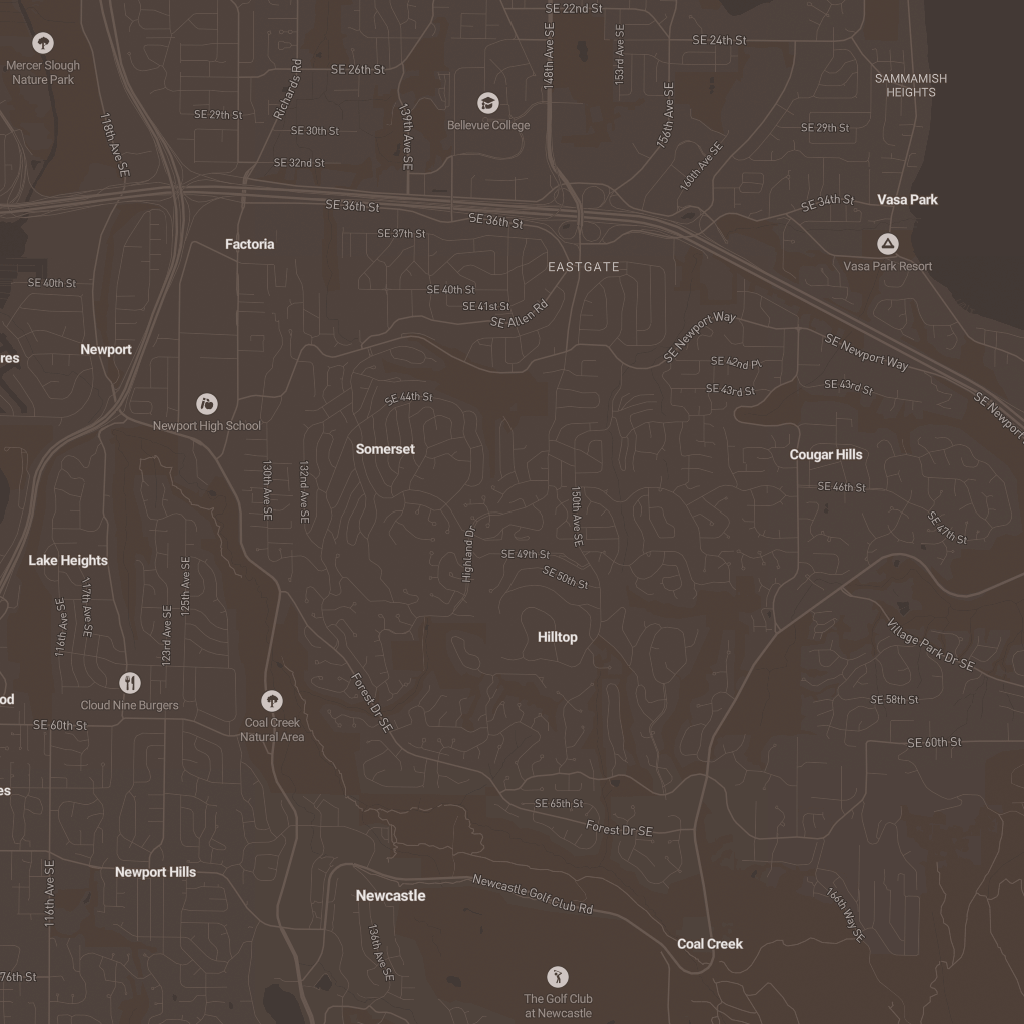 SE 22nd St
148th Ave SE
153rd Ave SE
SE 24th St
Mercer Slough
Nature Park
SE 26th St
Richards Rd
SAMMAMISH
HEIGHTS
Bellevue College
SE 29th St
SE 30th St
118th Ave SE
139th Ave SE
156th Ave SE
SE 29th St
SE 32nd St
160th Ave SE
SE 34th St
Vasa Park
SE 36th St
SE 36th St
SE 37th St
Factoria
EASTGATE
Vasa Park Resort
SE 40th St
SE 40th St
SE 41st St
SE Allen Rd
SE Newport Way
SE Newport Way
Newport
res
SE 42nd Pl
SE 43rd St
SE 43rd St
SE 44th St
SE Newport
Newport High School
Somerset
Cougar Hills
130th Ave SE
132nd Ave SE
150th Ave SE
SE 46th St
SE 47th St
Highland Dr
SE 49th St
SE 50th St
Lake Heights
125th Ave SE
117th Ave SE
116th Ave SE
123rd Ave SE
Hilltop
Village Park Dr SE
Forest Dr SE
Cloud Nine Burgers
od
SE 58th St
SE 60th St
Coal Creek
Natural Area
SE 60th St
es
SE 65th St
Forest Dr SE
Newport Hills
116th Ave SE
Newcastle
Newcastle Golf Club Rd
166th Way SE
136th Ave SE
Coal Creek
76th St
The Golf Club
at Newcastle